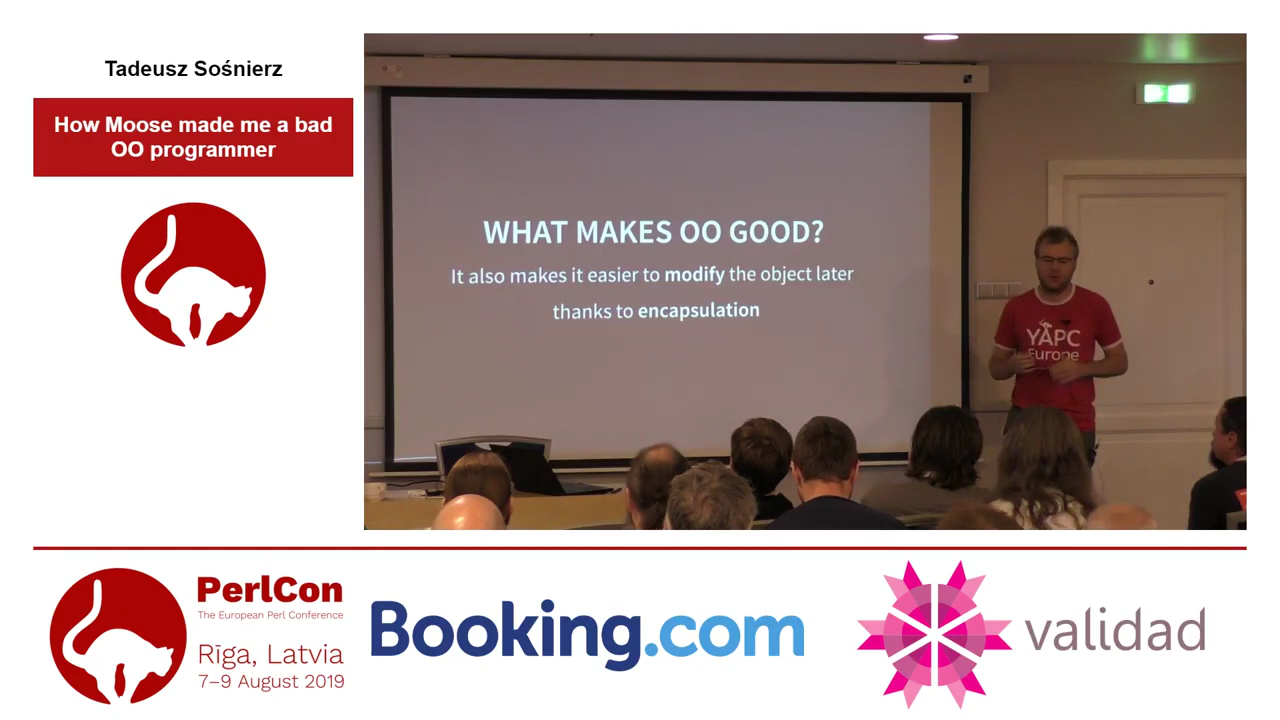 Tadeusz Sośnierz
How Moose made me a bad
OO programmer
WHAT MAKES OO GOOD?
It also makes it easier to modify the object later
thanks to encapsulation
YAPC
Europe
PerlCon
The European Perl Conference
Rīga, Latvia
7–9 August 2019
Booking.com
validad